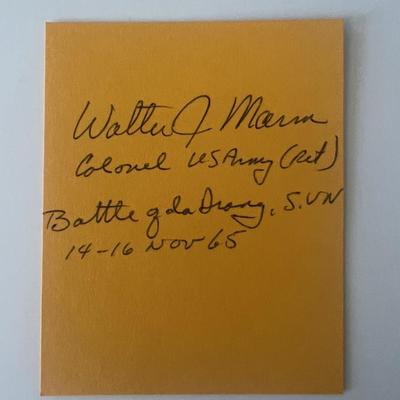 Walter J Marm
Colonel US Army (Ret)
Battle of Ia Drang, S. VN
14-16 Nov 65